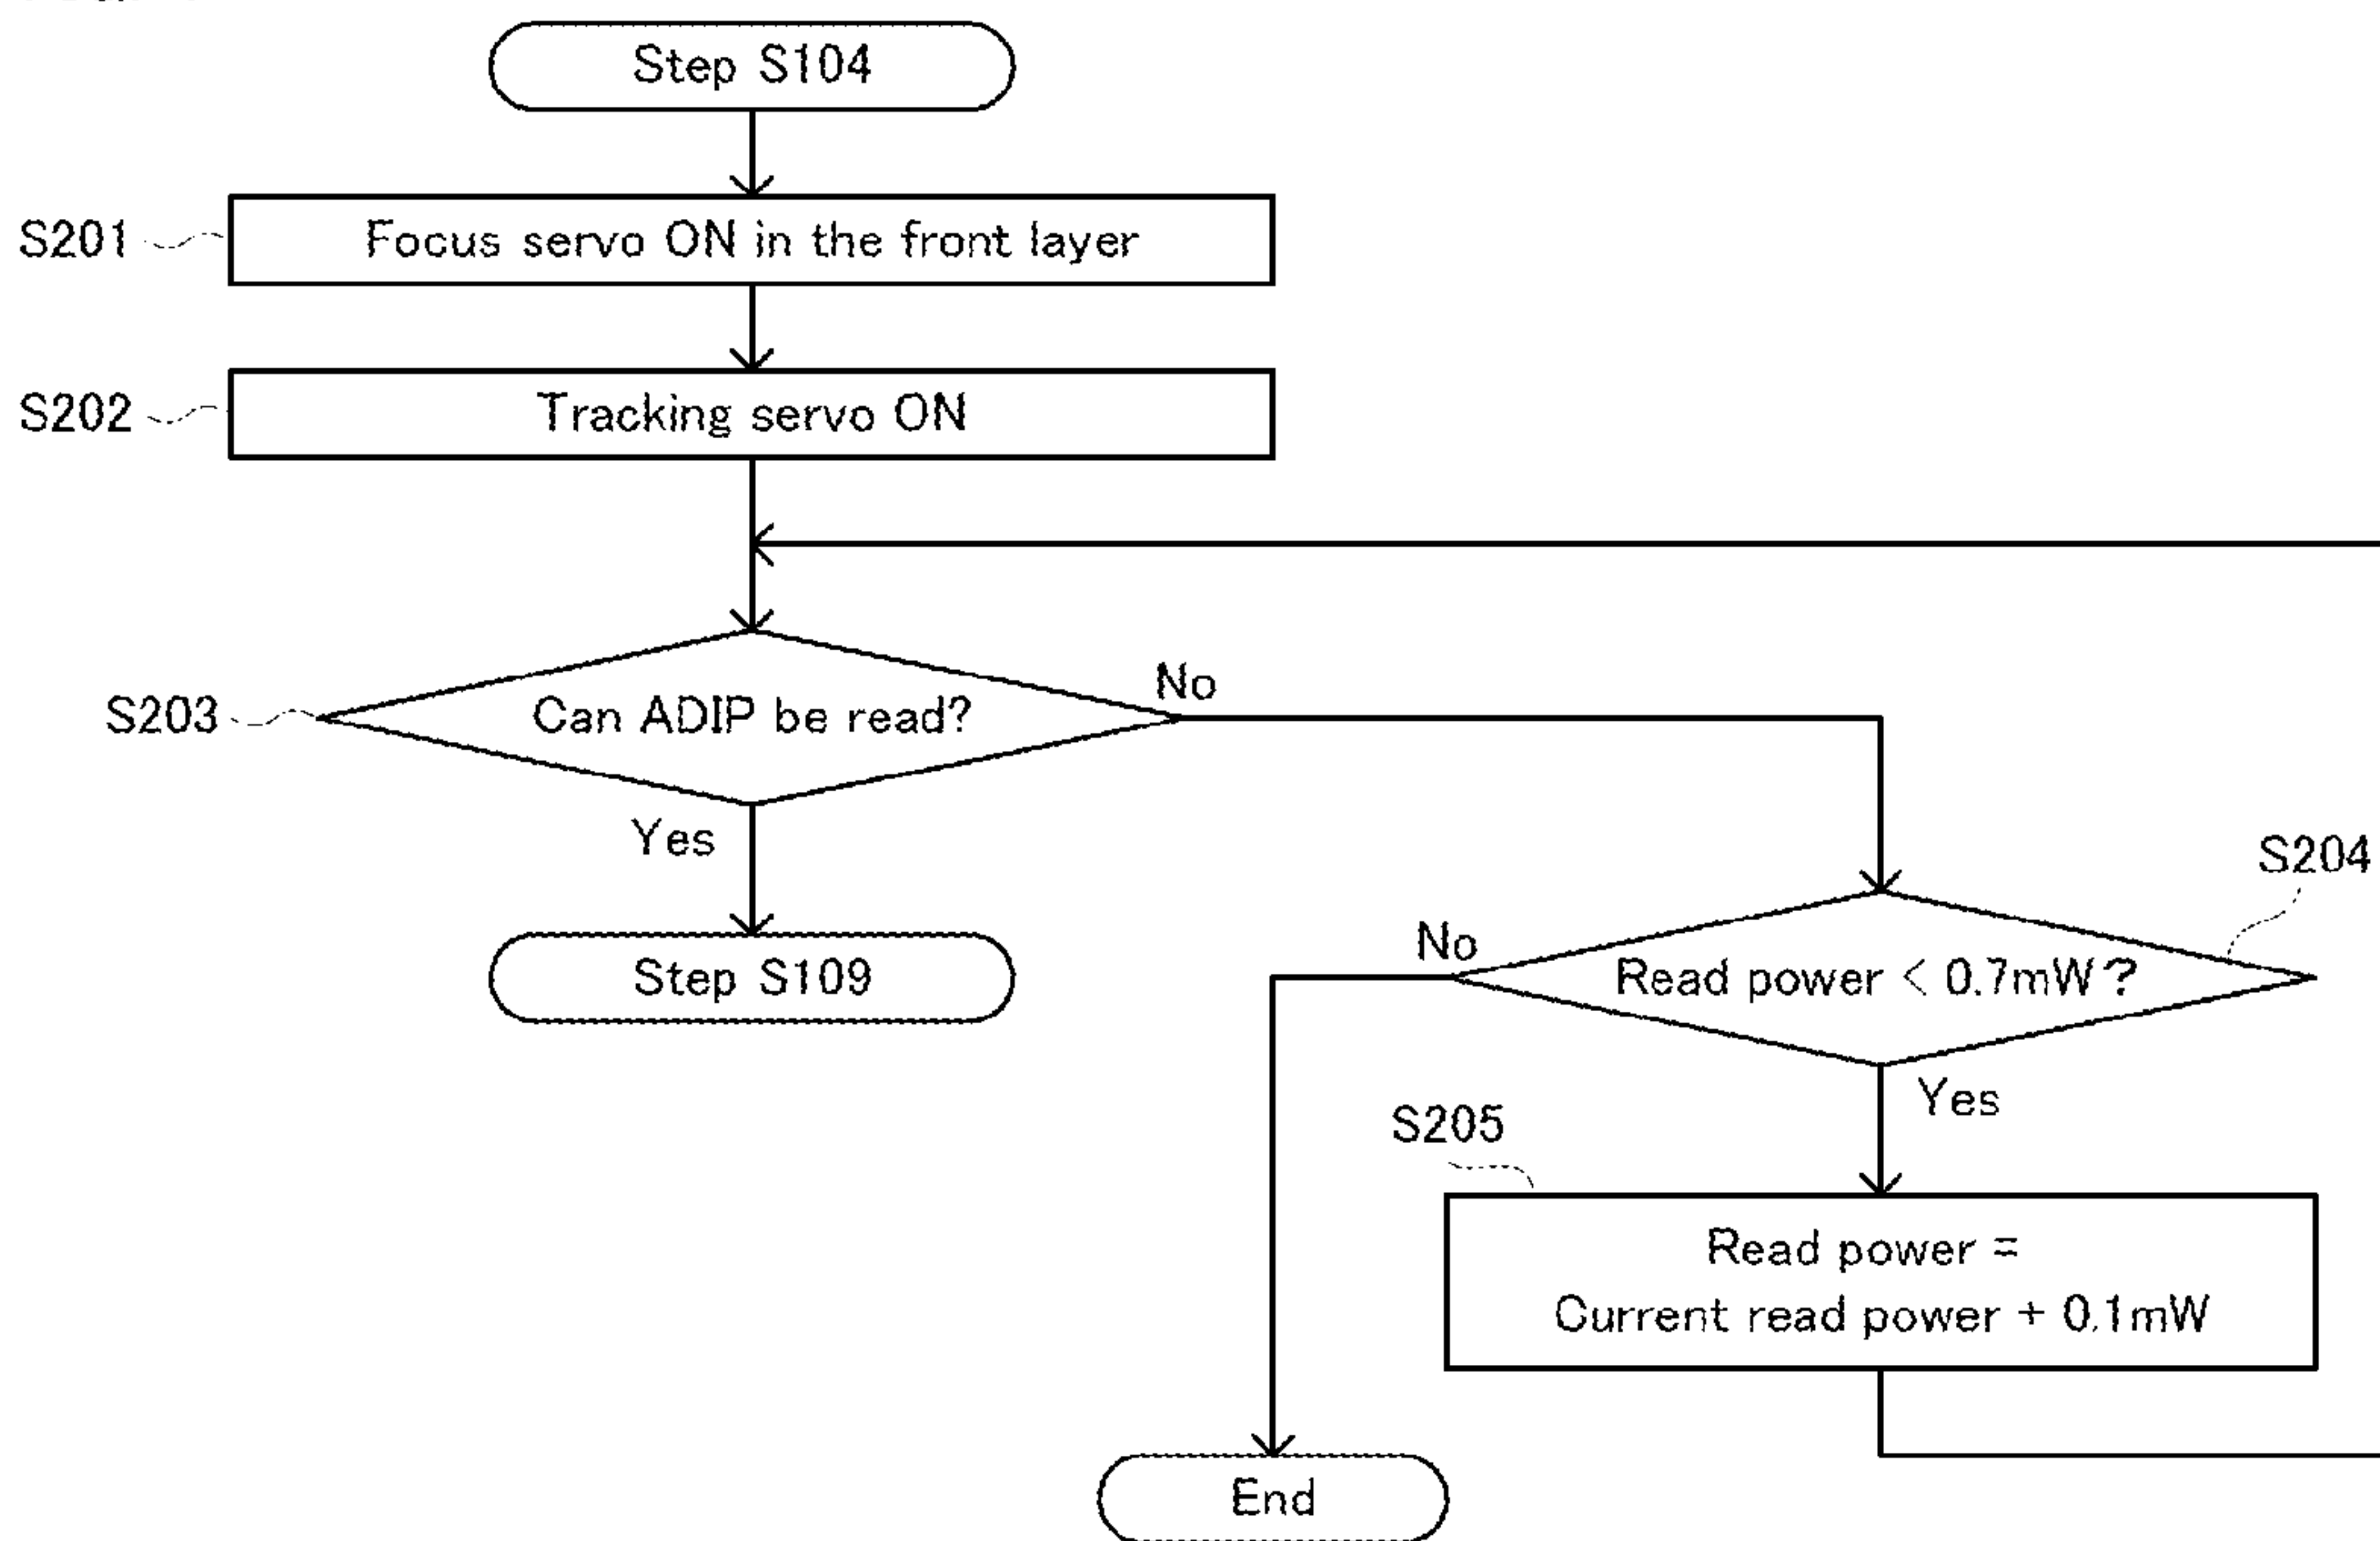 Step S104
S201
Focus servo ON in the front layer
S202
Tracking servo ON
S203
Can ADIP be read?
No
Yes
Step S109
S204
No
Read power < 0.7mW?
Yes
S205
Read power =
Current read power + 0.1mW
End